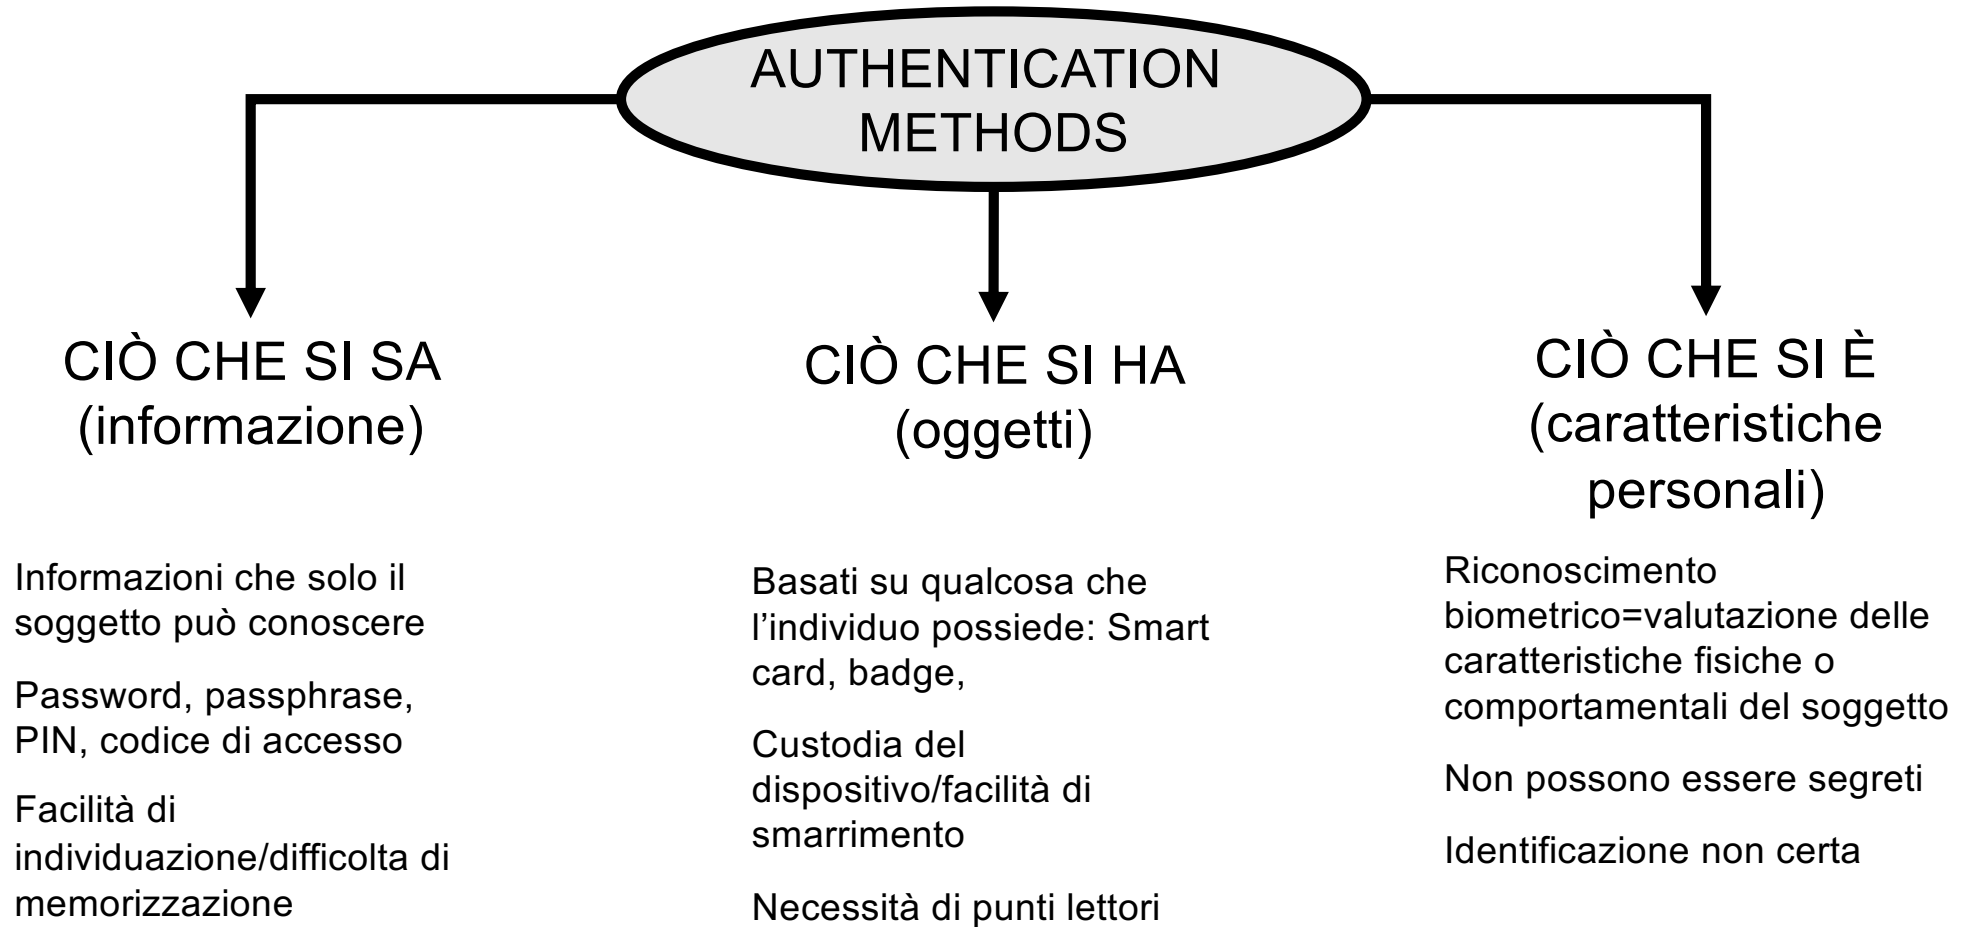 AUTHENTICATION
METHODS
CIÒ CHE SI SA
(informazione)
Informazioni che solo il
soggetto può conoscere
Password, passphrase,
PIN, codice di accesso
Facilità di
individuazione/difficolta di
memorizzazione
CIÒ CHE SI HA
(oggetti)
Basati su qualcosa che
l’individuo possiede: Smart
card, badge,
Custodia del
dispositivo/facilità di
smarrimento
Necessità di punti lettori
CIÒ CHE SI È
(caratteristiche
personali)
Riconoscimento
biometrico=valutazione delle
caratteristiche fisiche o
comportamentali del soggetto
Non possono essere segreti
Identificazione non certa